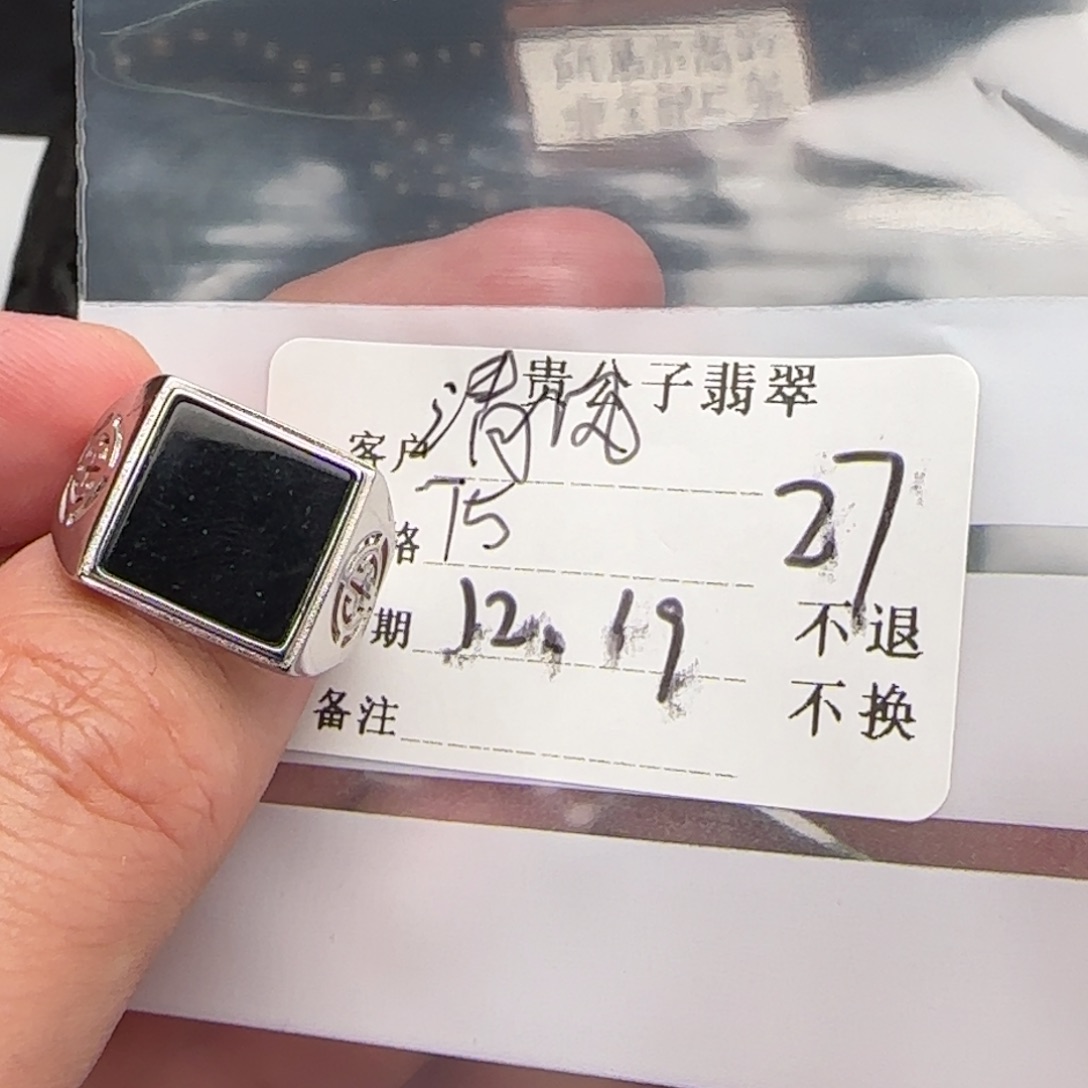 贵公子翡翠
客户
格 75
27
期 12.19
不退
备注
不换